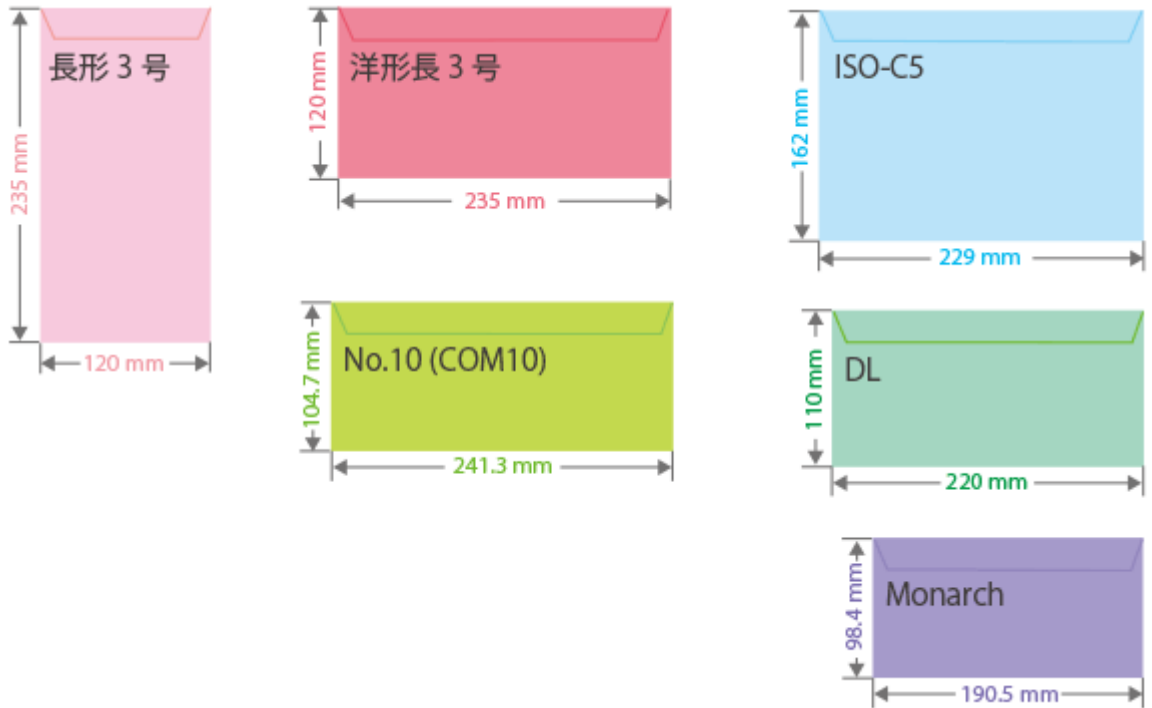 長形 3 号
235 mm
120 mm
洋形長 3 号
120 mm
235 mm
ISO-C5
162 mm
229 mm
No.10 (COM10)
104.7 mm
241.3 mm
DL
110 mm
220 mm
Monarch
98.4 mm
190.5 mm